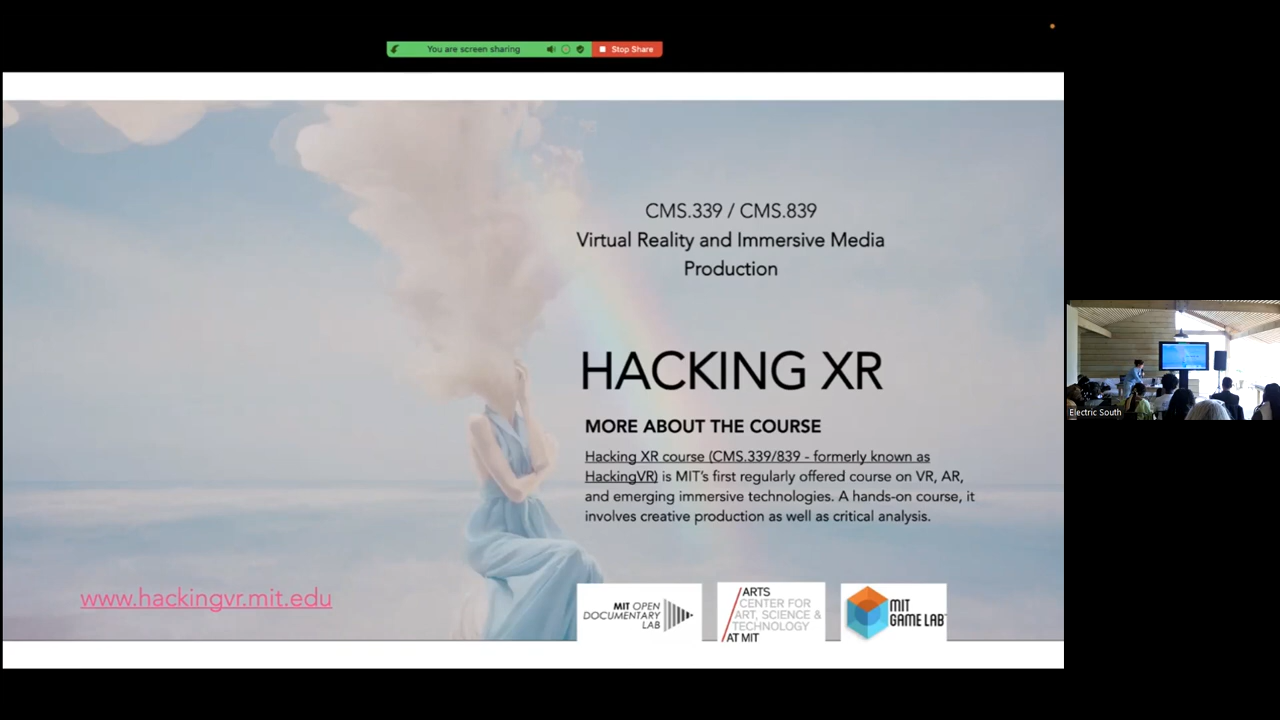 You are screen sharing
Stop Share
CMS.339 / CMS.839
Virtual Reality and Immersive Media
Production
HACKING XR
MORE ABOUT THE COURSE
Hacking XR course (CMS.339/839 - formerly known as
HackingVR) is MIT's first regularly offered course on VR, AR,
and emerging immersive technologies. A hands-on course, it
involves creative production as well as critical analysis.
www.hackingvr.mit.edu
MIT OPEN
DOCUMENTARY
LAB
ARTS
CENTER FOR
ART, SCIENCE &
TECHNOLOGY
AT MIT
MIT
GAME LAB
Electric South